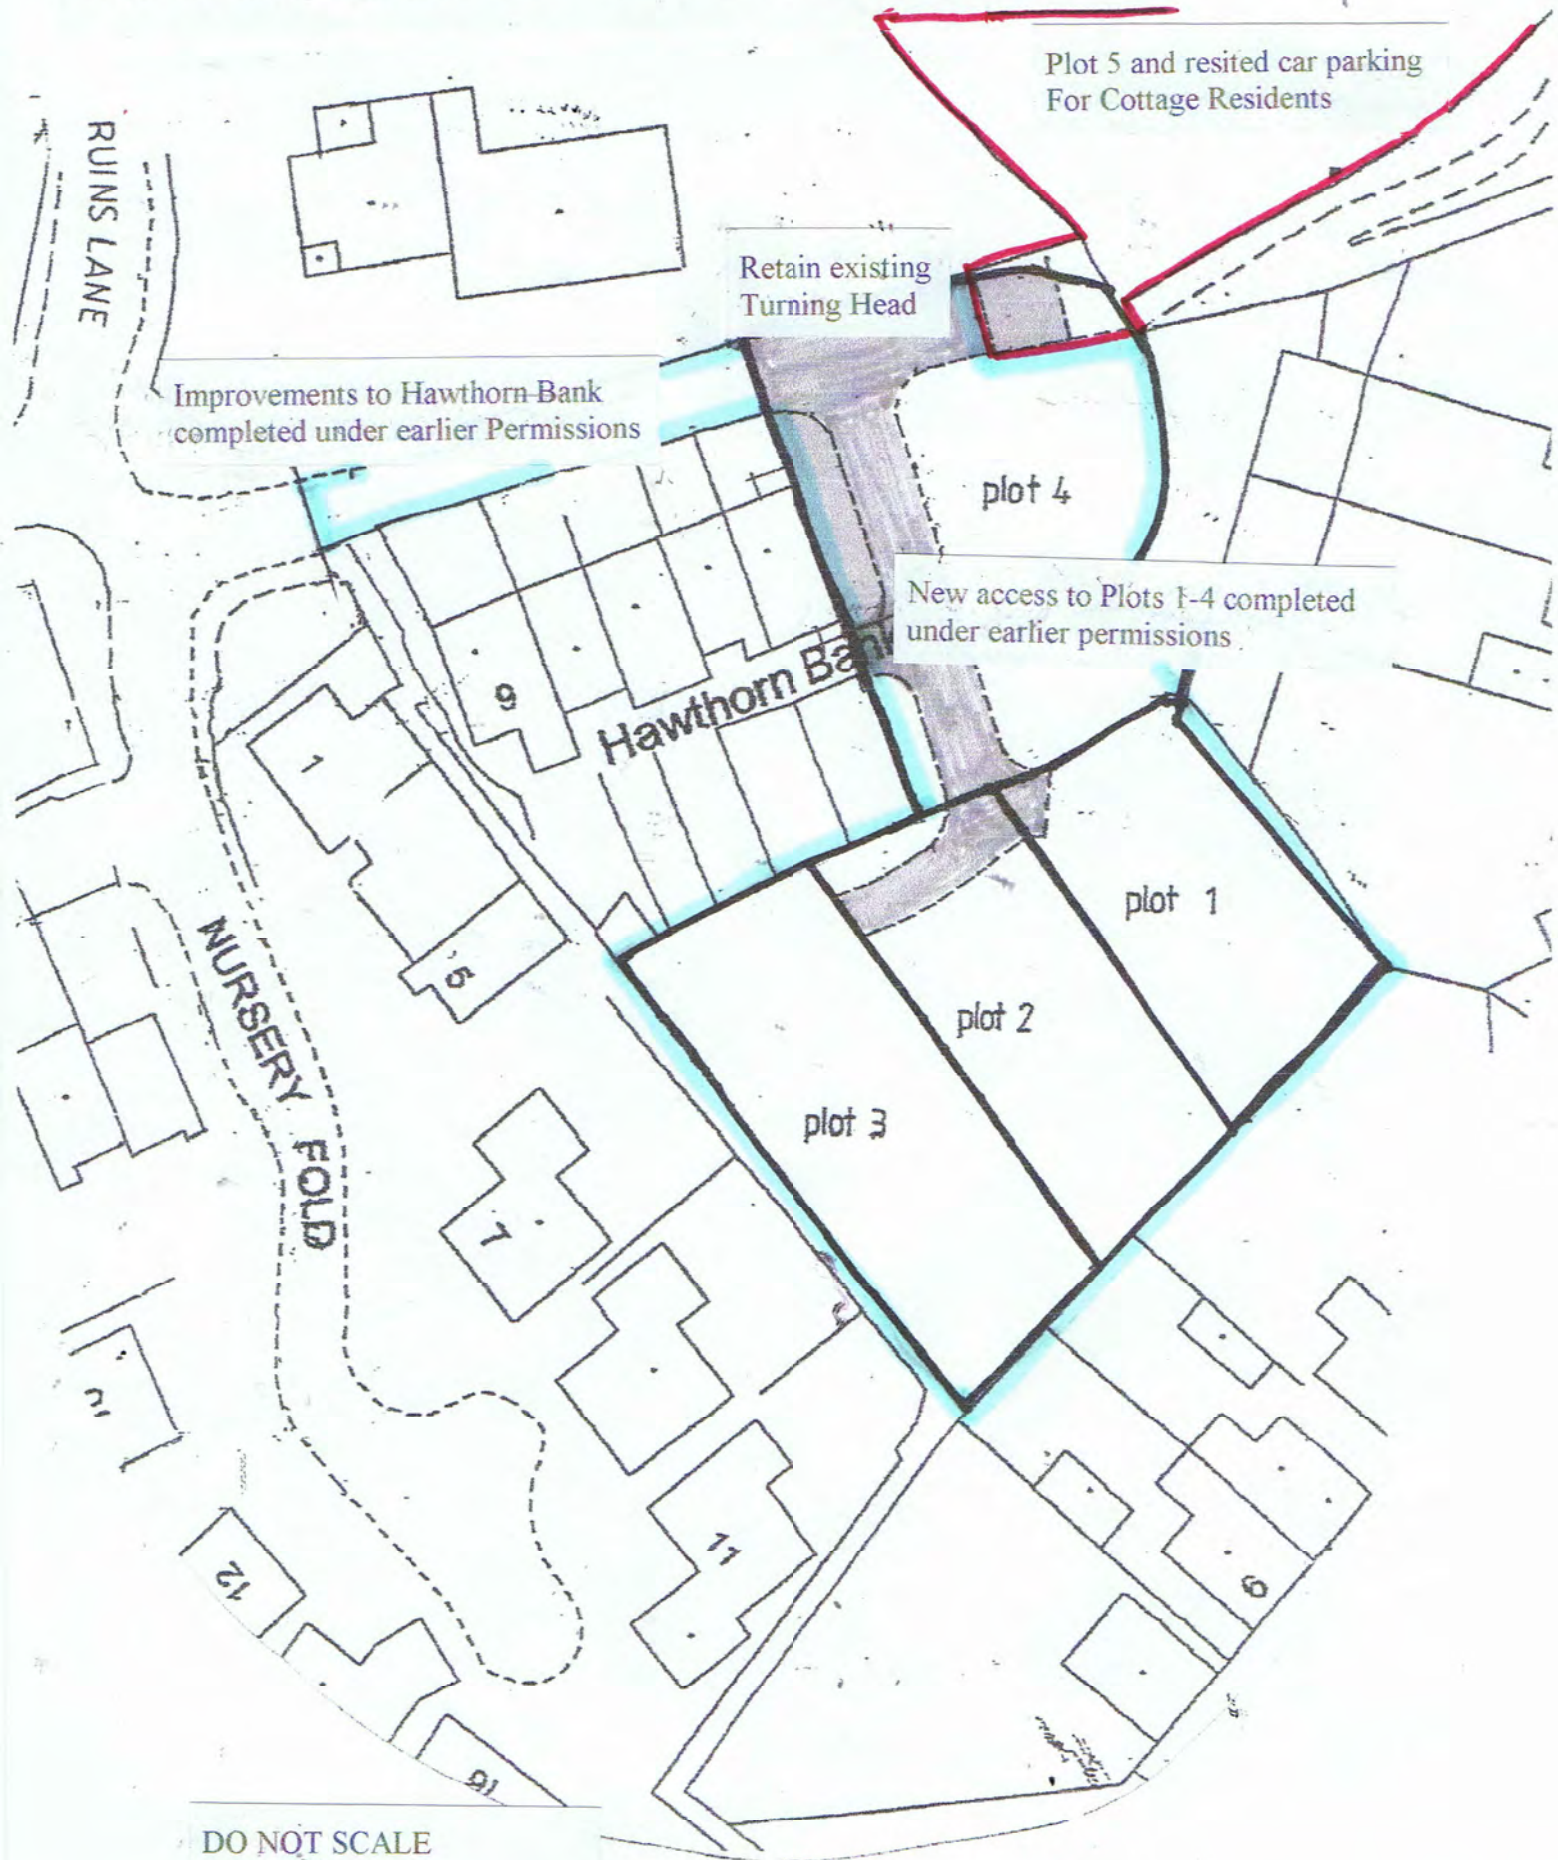 Plot 5 and resited car parking
For Cottage Residents
RUINS LANE
Retain existing
Turning Head
Improvements to Hawthorn Bank
completed under earlier Permissions
plot 4
New access to Plots 1-4 completed
under earlier permissions
9
Hawthorn Bank
1
plot 1
5
NURSERY FOLD
plot 2
plot 3
7
11
12
9
16
DO NOT SCALE